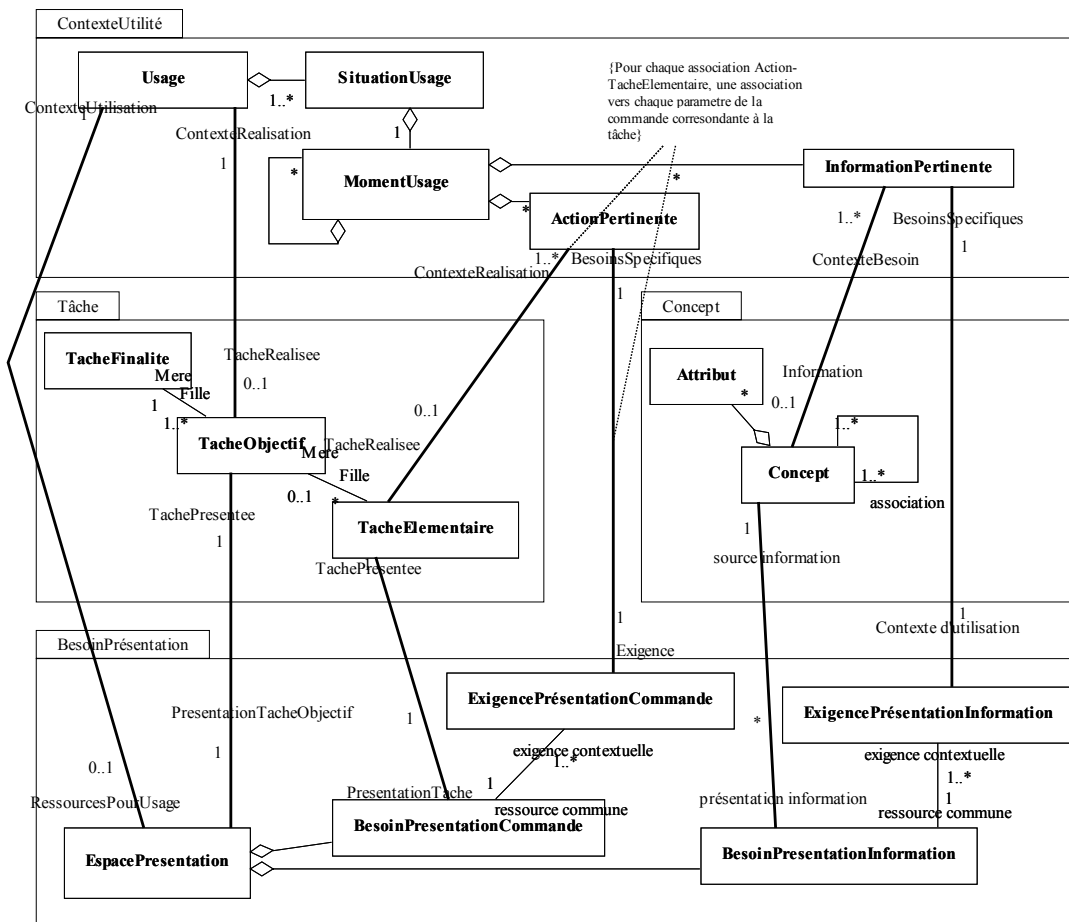 ContexteUtilité
Usage
SituationUsage
{Pour chaque association Action-
TacheElementaire, une association
vers chaque parametre de la
commande corresondante à la
tâche}
ContexteUtilisation
1..*
1
ContexteRealisation
1
*
MomentUsage
*
InformationPertinente
*
ActionPertinente
1..*
BesoinsSpecifiques
1..*
BesoinsSpecifiques
1
ContexteRealisation
ContexteBesoin
1
Tâche
Concept
TacheFinalite
Mere
Fille
1
1..*
TacheRealisee
0..1
Attribut
*
Information
0..1
TacheObjectif
TacheRealisee
0..1
1..*
Concept
1..*
association
Mere
Fille
0..1
*
TacheElementaire
TachePresentee
1
1
TachePresentee
1
source information
1
1
BesoinPrésentation
Exigence
Contexte d'utilisation
ExigencePrésentationCommande
ExigencePrésentationInformation
PresentationTacheObjectif
1
*
1
exigence contextuelle
1..*
exigence contextuelle
1..*
0..1
RessourcesPourUsage
PresentationTache
1
ressource commune
présentation information
1
ressource commune
EspacePresentation
BesoinPresentationCommande
BesoinPresentationInformation